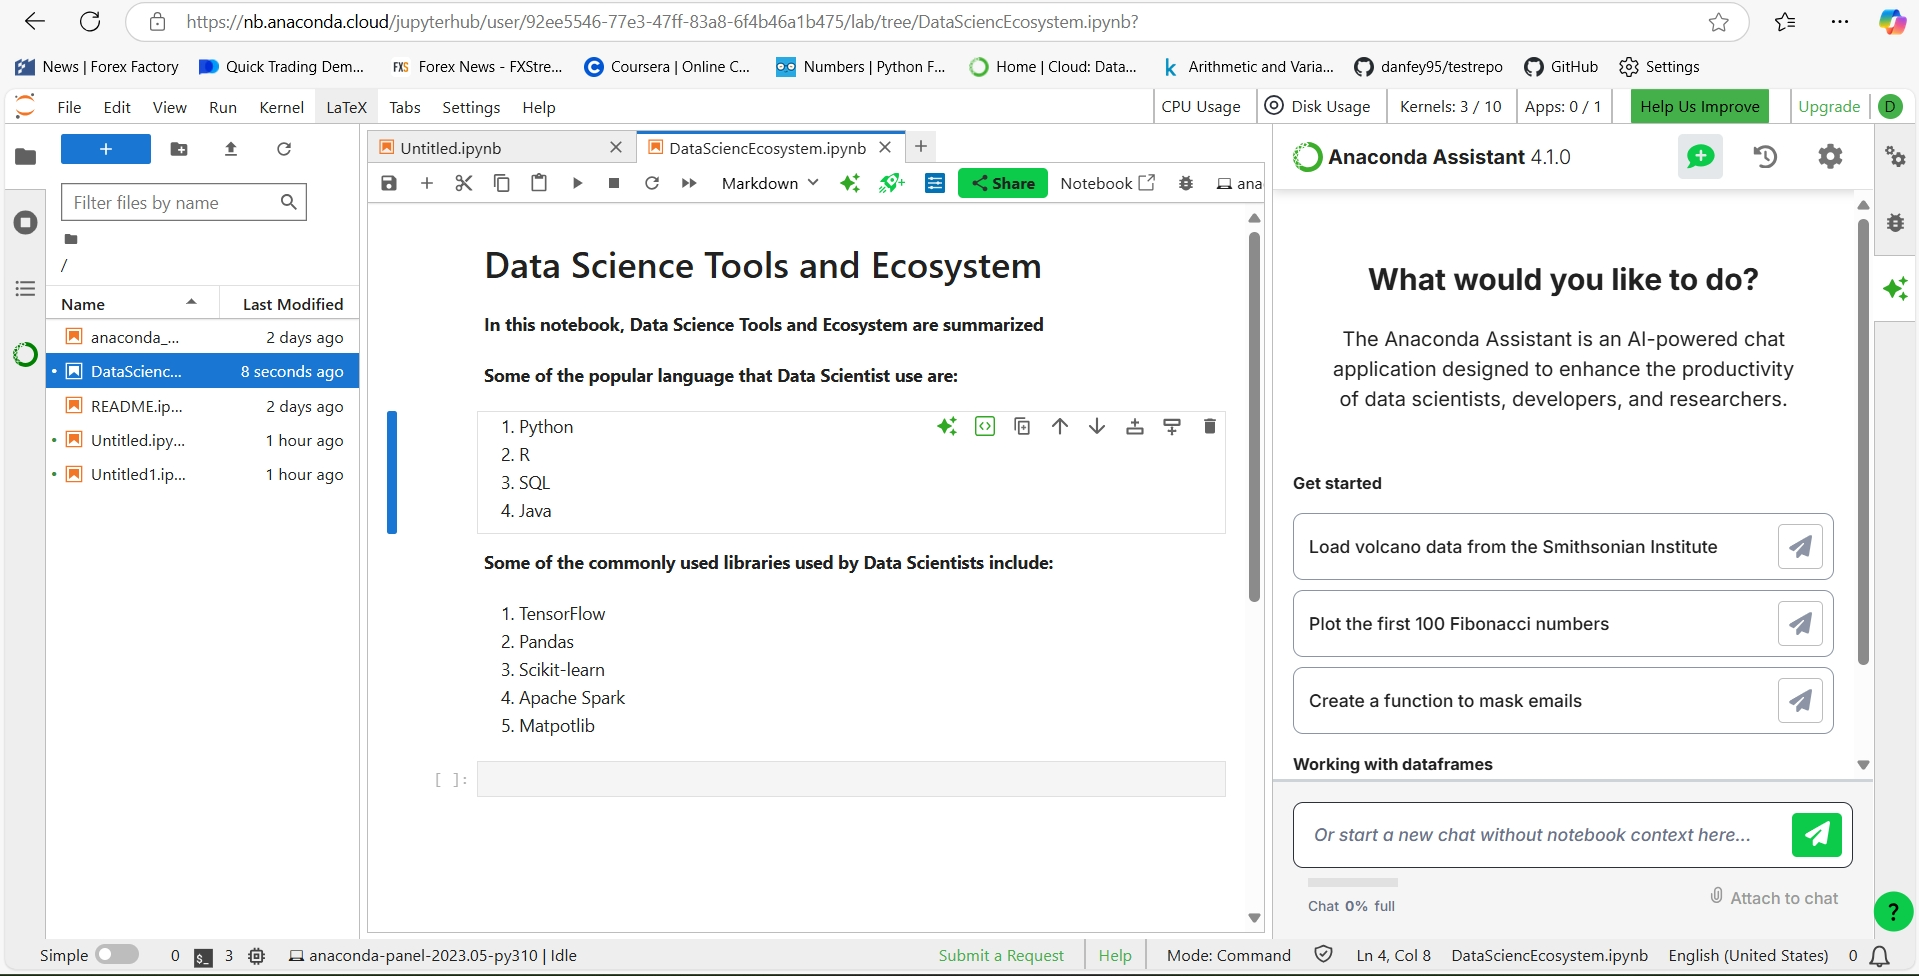 https://nb.anaconda.cloud/jupyterhub/user/92ee5546-77e3-47ff-83a8-6f4b46a1b475/lab/tree/DataSciencEcosystem.ipynb?
News | Forex Factory Quick Trading Dem... FXS Forex News - FXStre... Coursera | Online C... Numbers | Python F... Home | Cloud: Data... k Arithmetic and Varia... danfey95/testrepo GitHub Settings
File Edit View Run Kernel LaTeX Tabs Settings Help CPU Usage Disk Usage Kernels: 3 / 10 Apps: 0 / 1 Help Us Improve Upgrade D
Untitled.ipynb DataSciencEcosystem.ipynb
Markdown Share Notebook ana
Filter files by name
/
Name Last Modified
anaconda_... 2 days ago
DataScienc... 8 seconds ago
README.ip... 2 days ago
Untitled.ipy... 1 hour ago
Untitled1.ip... 1 hour ago
Data Science Tools and Ecosystem
In this notebook, Data Science Tools and Ecosystem are summarized
Some of the popular language that Data Scientist use are:
1. Python
2. R
3. SQL
4. Java
Some of the commonly used libraries used by Data Scientists include:
1. TensorFlow
2. Pandas
3. Scikit-learn
4. Apache Spark
5. Matpotlib
[ ]:
Anaconda Assistant 4.1.0
What would you like to do?
The Anaconda Assistant is an AI-powered chat
application designed to enhance the productivity
of data scientists, developers, and researchers.
Get started
Load volcano data from the Smithsonian Institute
Plot the first 100 Fibonacci numbers
Create a function to mask emails
Working with dataframes
Or start a new chat without notebook context here...
Chat 0% full
Attach to chat
?
Simple 0 $_ 3 anaconda-panel-2023.05-py310 | Idle Submit a Request Help Mode: Command Ln 4, Col 8 DataSciencEcosystem.ipynb English (United States) 0